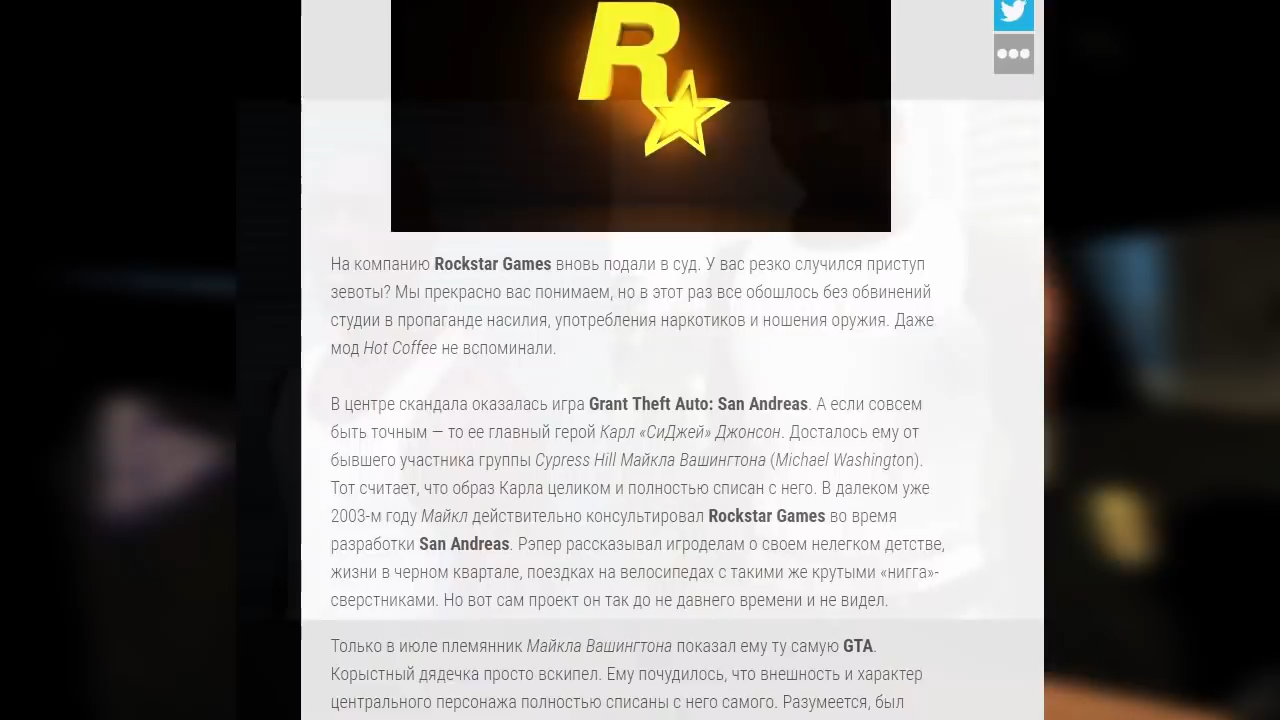 R
На компанию Rockstar Games вновь подали в суд. У вас резко случился приступ
зевоты? Мы прекрасно вас понимаем, но в этот раз все обошлось без обвинений
студии в пропаганде насилия, употребления наркотиков и ношения оружия. Даже
мод Hot Coffee не вспоминали.
В центре скандала оказалась игра Grant Theft Auto: San Andreas. А если совсем
быть точным — то ее главный герой Карл «СиДжей» Джонсон. Досталось ему от
бывшего участника группы Cypress Hill Майкла Вашингтона (Michael Washington).
Тот считает, что образ Карла целиком и полностью списан с него. В далеком уже
2003-м году Майкл действительно консультировал Rockstar Games во время
разработки San Andreas. Рэпер рассказывал игроделам о своем нелегком детстве,
жизни в черном квартале, поездках на велосипедах с такими же крутыми «нигга»-
сверстниками. Но вот сам проект он так до не давнего времени и не видел.
Только в июле племянник Майкла Вашингтона показал ему ту самую GTA.
Корыстный дядечка просто вскипел. Ему почудилось, что внешность и характер
центрального персонажа полностью списаны с него самого. Разумеется, был